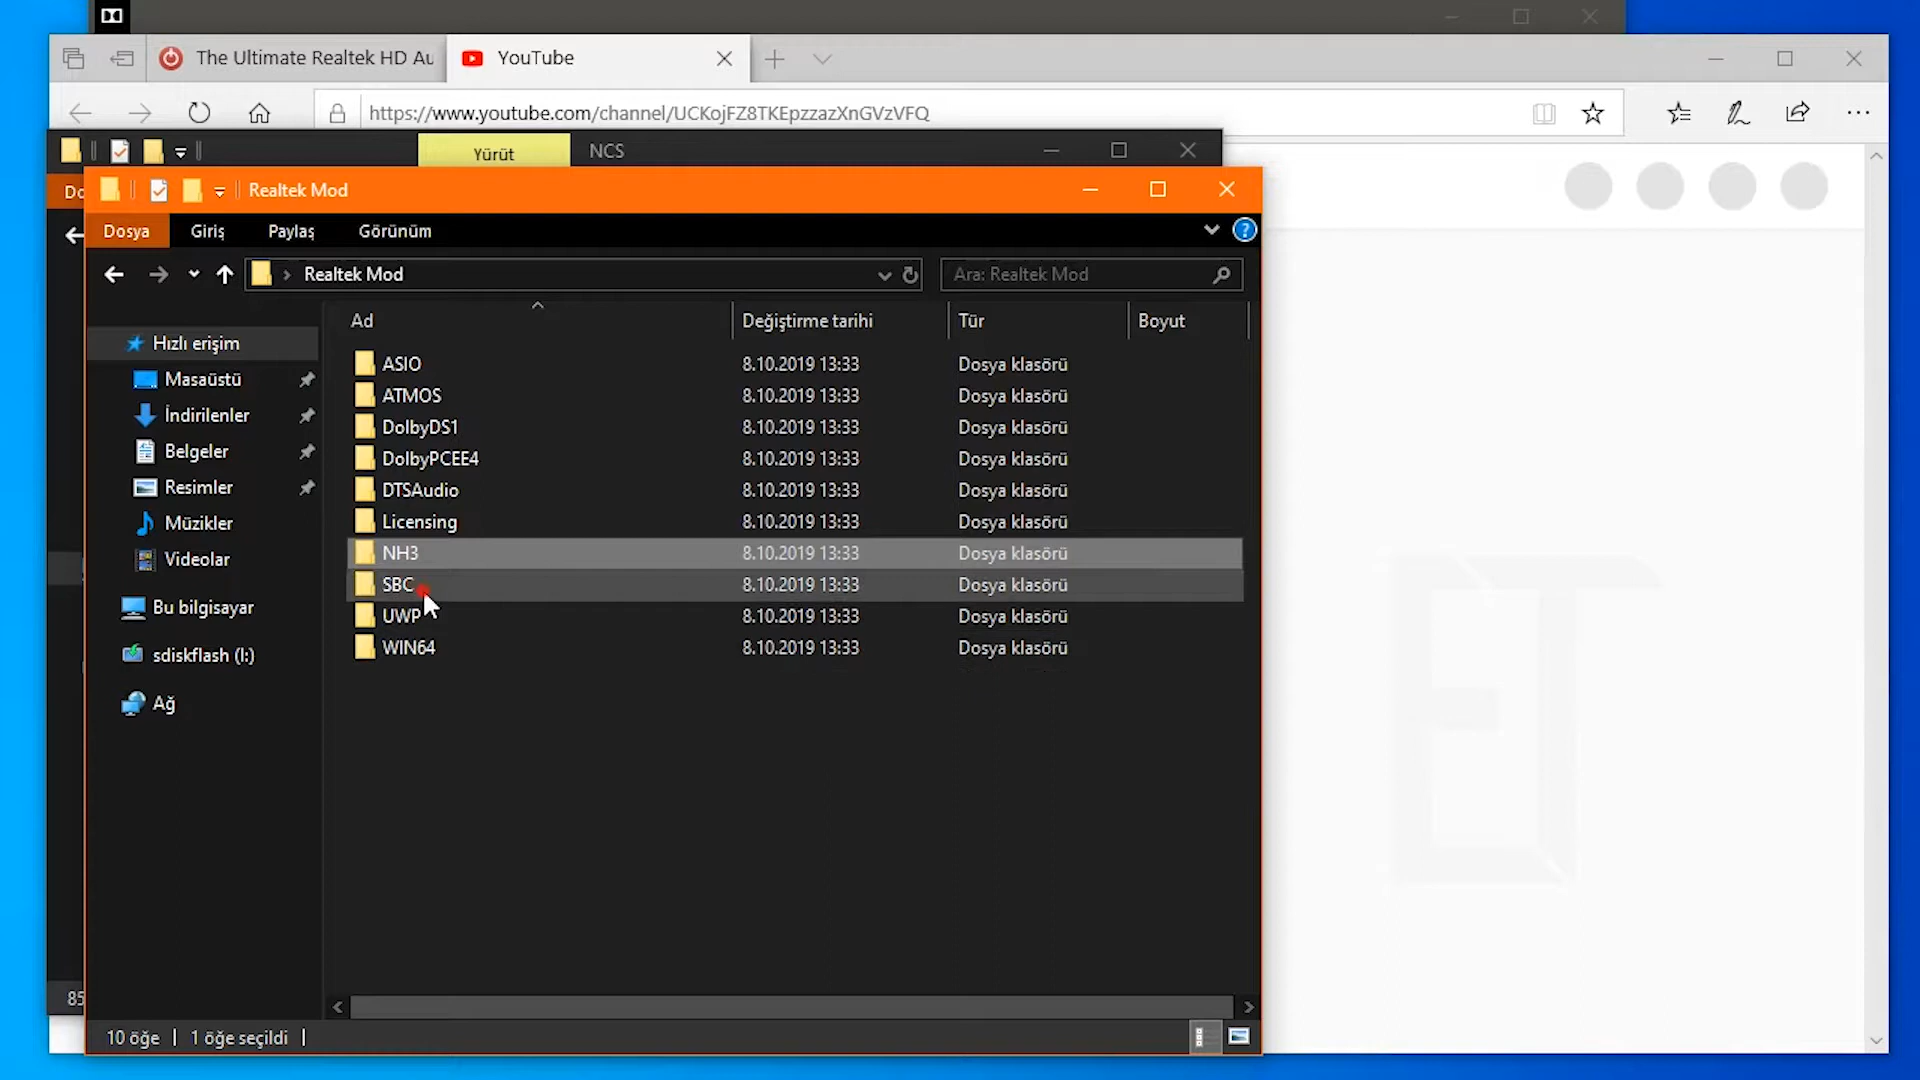 The Ultimate Realtek HD Au
YouTube
https://www.youtube.com/channel/UCKojFZ8TKEpzzazXnGVzVFQ
Yürüt
NCS
Do
Realtek Mod
Dosya
Giriş
Paylaş
Görünüm
Realtek Mod
Ara: Realtek Mod
Ad
Değiştirme tarihi
Tür
Boyut
Hızlı erişim
Masaüstü
İndirilenler
Belgeler
Resimler
Müzikler
Videolar
Bu bilgisayar
sdiskflash (I:)
Ağ
ASIO 8.10.2019 13:33 Dosya klasörü
ATMOS 8.10.2019 13:33 Dosya klasörü
DolbyDS1 8.10.2019 13:33 Dosya klasörü
DolbyPCEE4 8.10.2019 13:33 Dosya klasörü
DTSAudio 8.10.2019 13:33 Dosya klasörü
Licensing 8.10.2019 13:33 Dosya klasörü
NH3 8.10.2019 13:33 Dosya klasörü
SBC 8.10.2019 13:33 Dosya klasörü
UWP 8.10.2019 13:33 Dosya klasörü
WIN64 8.10.2019 13:33 Dosya klasörü
85
10 öğe
1 öğe seçildi